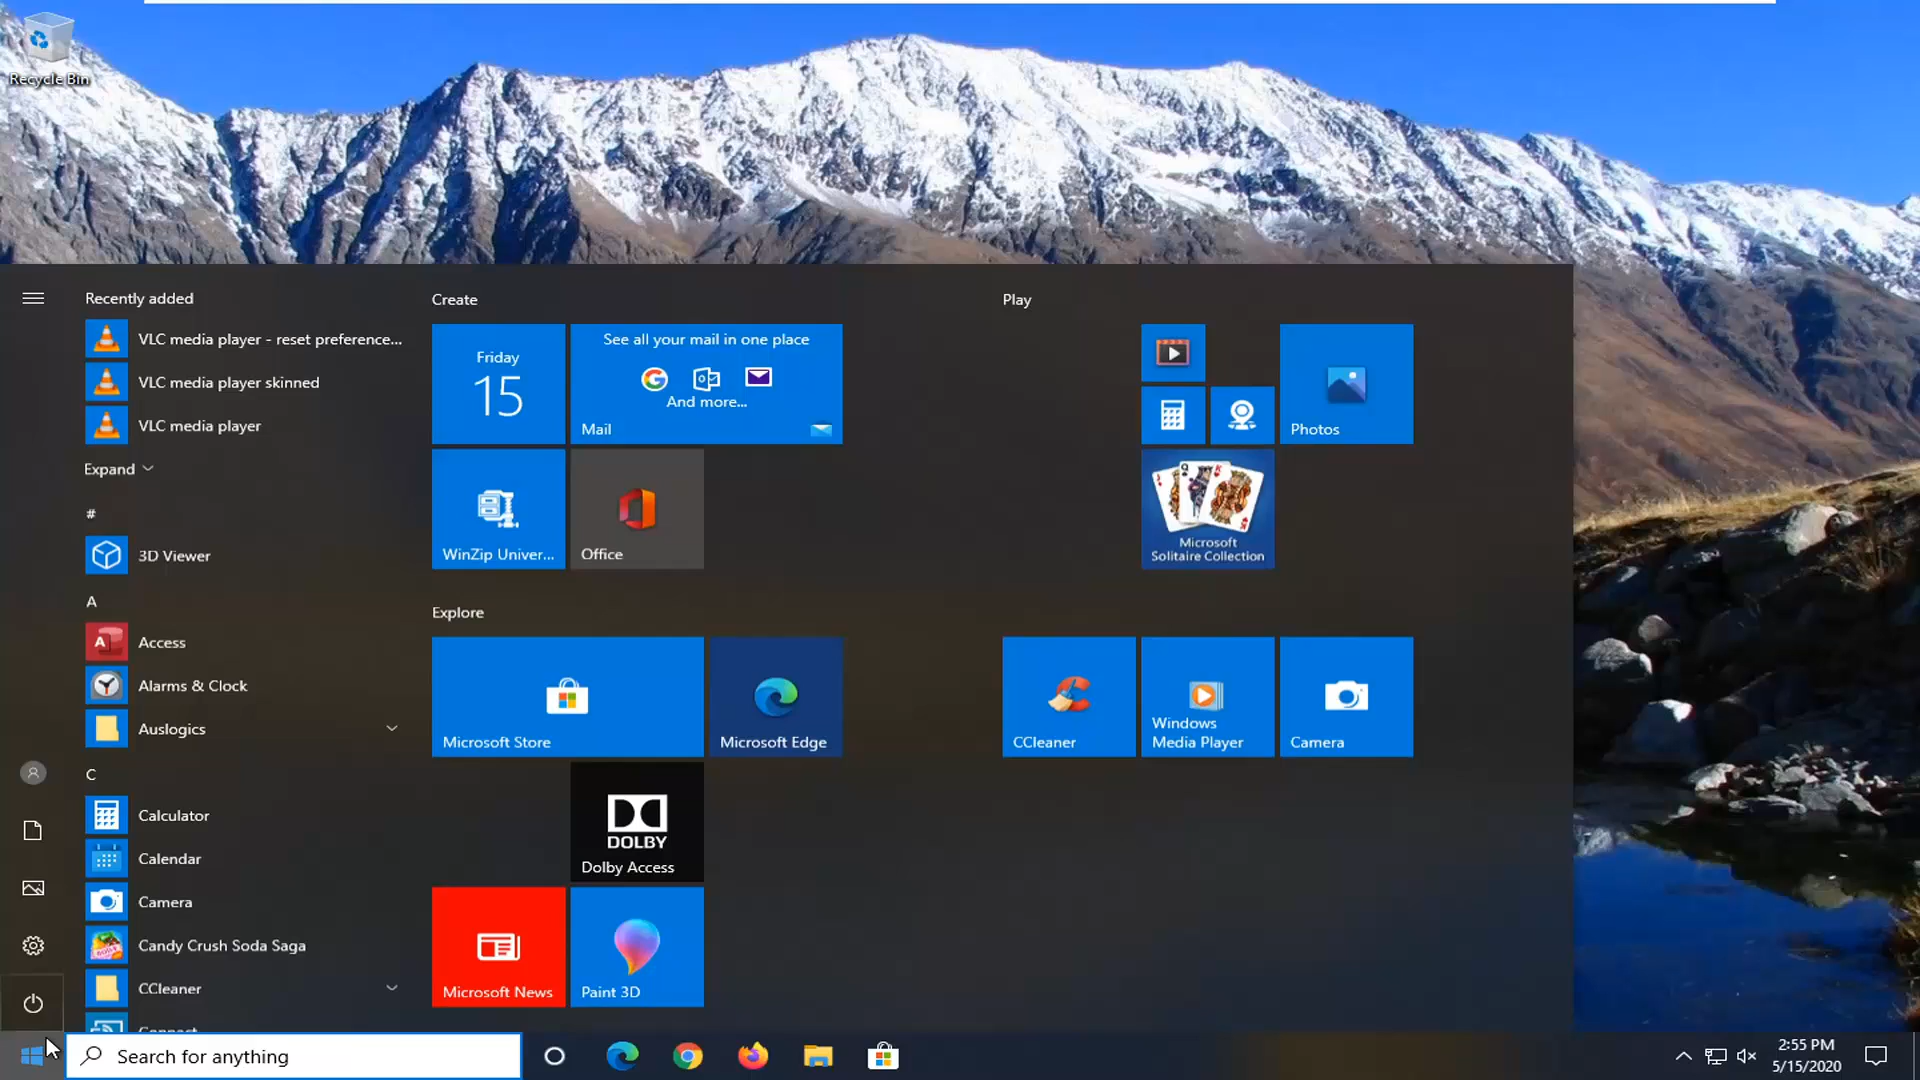 Recycle Bin
Recently added
VLC media player - reset preference...
VLC media player skinned
VLC media player
Expand
#
3D Viewer
A
Access
Alarms & Clock
Auslogics
C
Calculator
Calendar
Camera
Candy Crush Soda Saga
CCleaner
Connect
Create
Friday
15
See all your mail in one place
And more...
Mail
WinZip Univer...
Office
Explore
Microsoft Store
Microsoft Edge
DOLBY
Dolby Access
Microsoft News
Paint 3D
Play
Photos
Microsoft
Solitaire Collection
CCleaner
Windows
Media Player
Camera
Search for anything
2:55 PM
5/15/2020